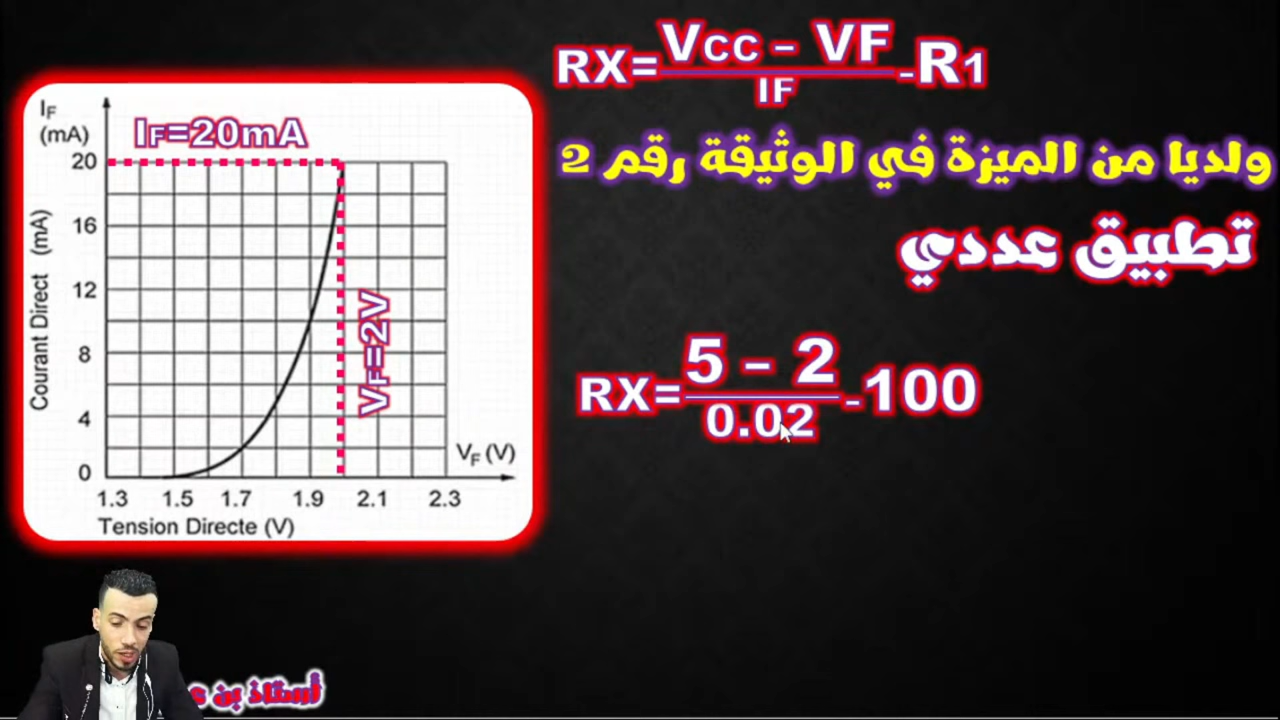 RX=
Vcc – VF
IF
-R1
ولديا من الميزة في الوثيقة رقم 2
تطبيق عددي
RX=
5 – 2
0.02
-100
IF
(mA)
IF=20mA
20
16
12
8
4
0
Courant Direct (mA)
VF=2V
VF (V)
1.3 1.5 1.7 1.9 2.1 2.3
Tension Directe (V)
أستاذ بن